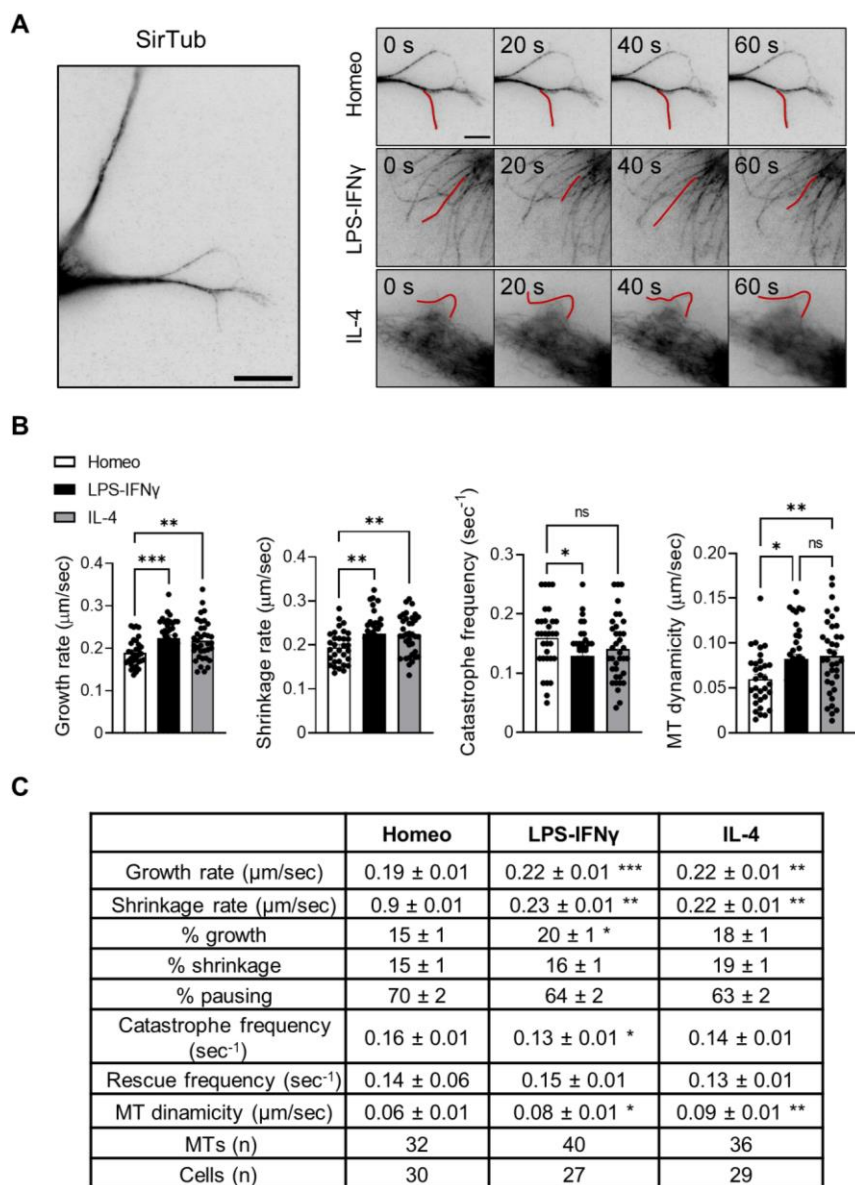 A
SirTub
Homeo
0 s 20 s 40 s 60 s
LPS-IFNγ
0 s 20 s 40 s 60 s
IL-4
0 s 20 s 40 s 60 s
B
Homeo
LPS-IFNγ
IL-4
Growth rate (μm/sec)
0.4
0.3
0.2
0.1
0
**
***
Shrinkage rate (μm/sec)
0.4
0.3
0.2
0.1
0
**
**
Catastrophe frequency (sec⁻¹)
0.3
0.2
0.1
0
ns
*
MT dynamicity (μm/sec)
0.20
0.15
0.10
0.05
0
**
*
ns
C
Homeo LPS-IFNγ IL-4
Growth rate (μm/sec) 0.19 ± 0.01 0.22 ± 0.01 *** 0.22 ± 0.01 **
Shrinkage rate (μm/sec) 0.9 ± 0.01 0.23 ± 0.01 ** 0.22 ± 0.01 **
% growth 15 ± 1 20 ± 1 * 18 ± 1
% shrinkage 15 ± 1 16 ± 1 19 ± 1
% pausing 70 ± 2 64 ± 2 63 ± 2
Catastrophe frequency
(sec⁻¹) 0.16 ± 0.01 0.13 ± 0.01 * 0.14 ± 0.01
Rescue frequency (sec⁻¹) 0.14 ± 0.06 0.15 ± 0.01 0.13 ± 0.01
MT dinamicity (μm/sec) 0.06 ± 0.01 0.08 ± 0.01 * 0.09 ± 0.01 **
MTs (n) 32 40 36
Cells (n) 30 27 29